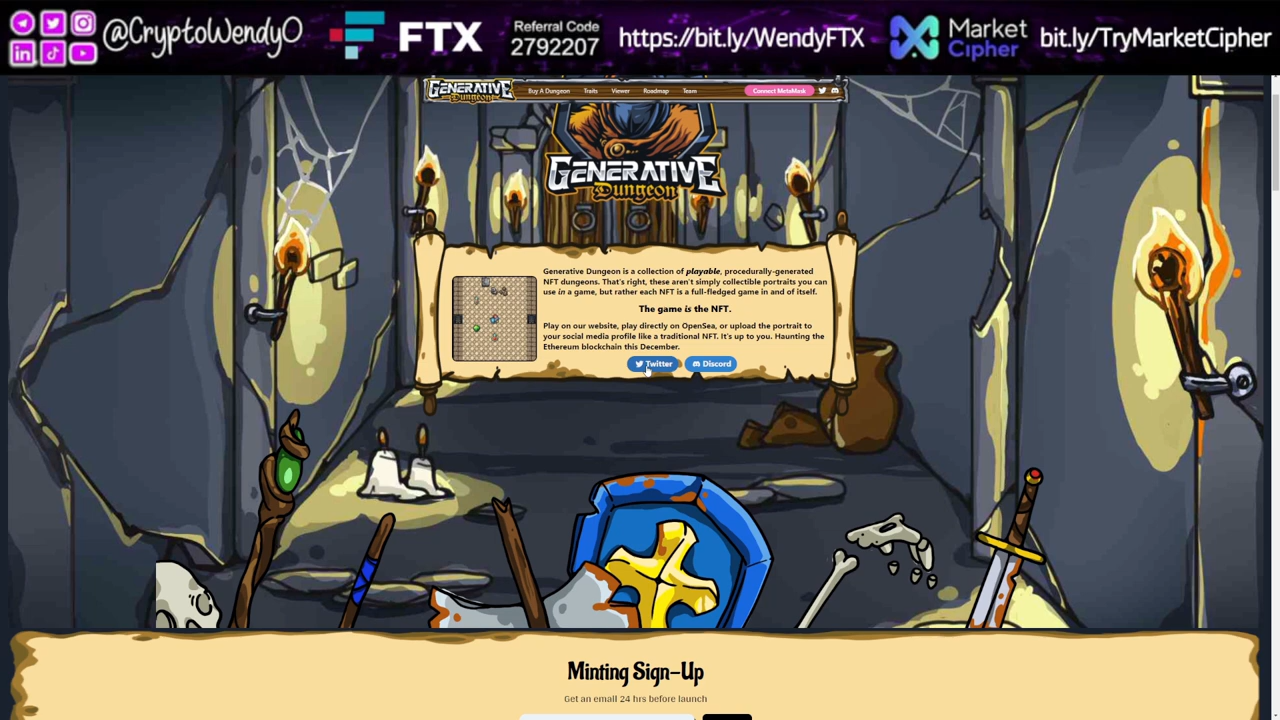 @CryptoWendyO
FTX
Referral Code
2792207
https://bit.ly/WendyFTX
Market
Cipher
bit.ly/TryMarketCipher
GENERATIVE
Dungeon
Buy A Dungeon
Traits
Viewer
Roadmap
Team
Connect MetaMask
GENERATIVE
Dungeon
Generative Dungeon is a collection of playable, procedurally-generated
NFT dungeons. That's right, these aren't simply collectible portraits you can
use in a game, but rather each NFT is a full-fledged game in and of itself.
The game is the NFT.
Play on our website, play directly on OpenSea, or upload the portrait to
your social media profile like a traditional NFT. It's up to you. Haunting the
Ethereum blockchain this December.
Twitter
Discord
Minting Sign-Up
Get an email 24 hrs before launch